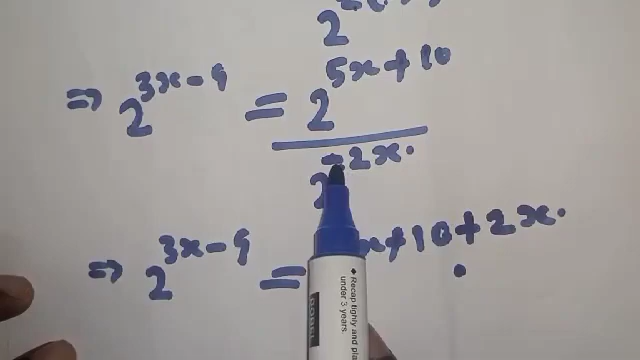 ⇒ 2^{3x-9} = 2^{5x+10}
2^{-2x}.
⇒ 2^{3x-9} = x+10+2x.
◆ Recap tightly and pla
under 3 years.